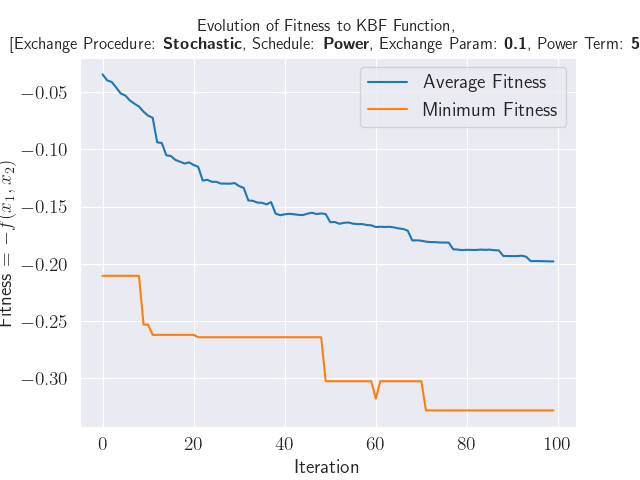 Evolution of Fitness to KBF Function,
[Exchange Procedure: Stochastic, Schedule: Power, Exchange Param: 0.1, Power Term: 5
Average Fitness
Minimum Fitness
−0.05
−0.10
−0.15
−0.20
−0.25
−0.30
Fitness = −f(x₁, x₂)
0 20 40 60 80 100
Iteration